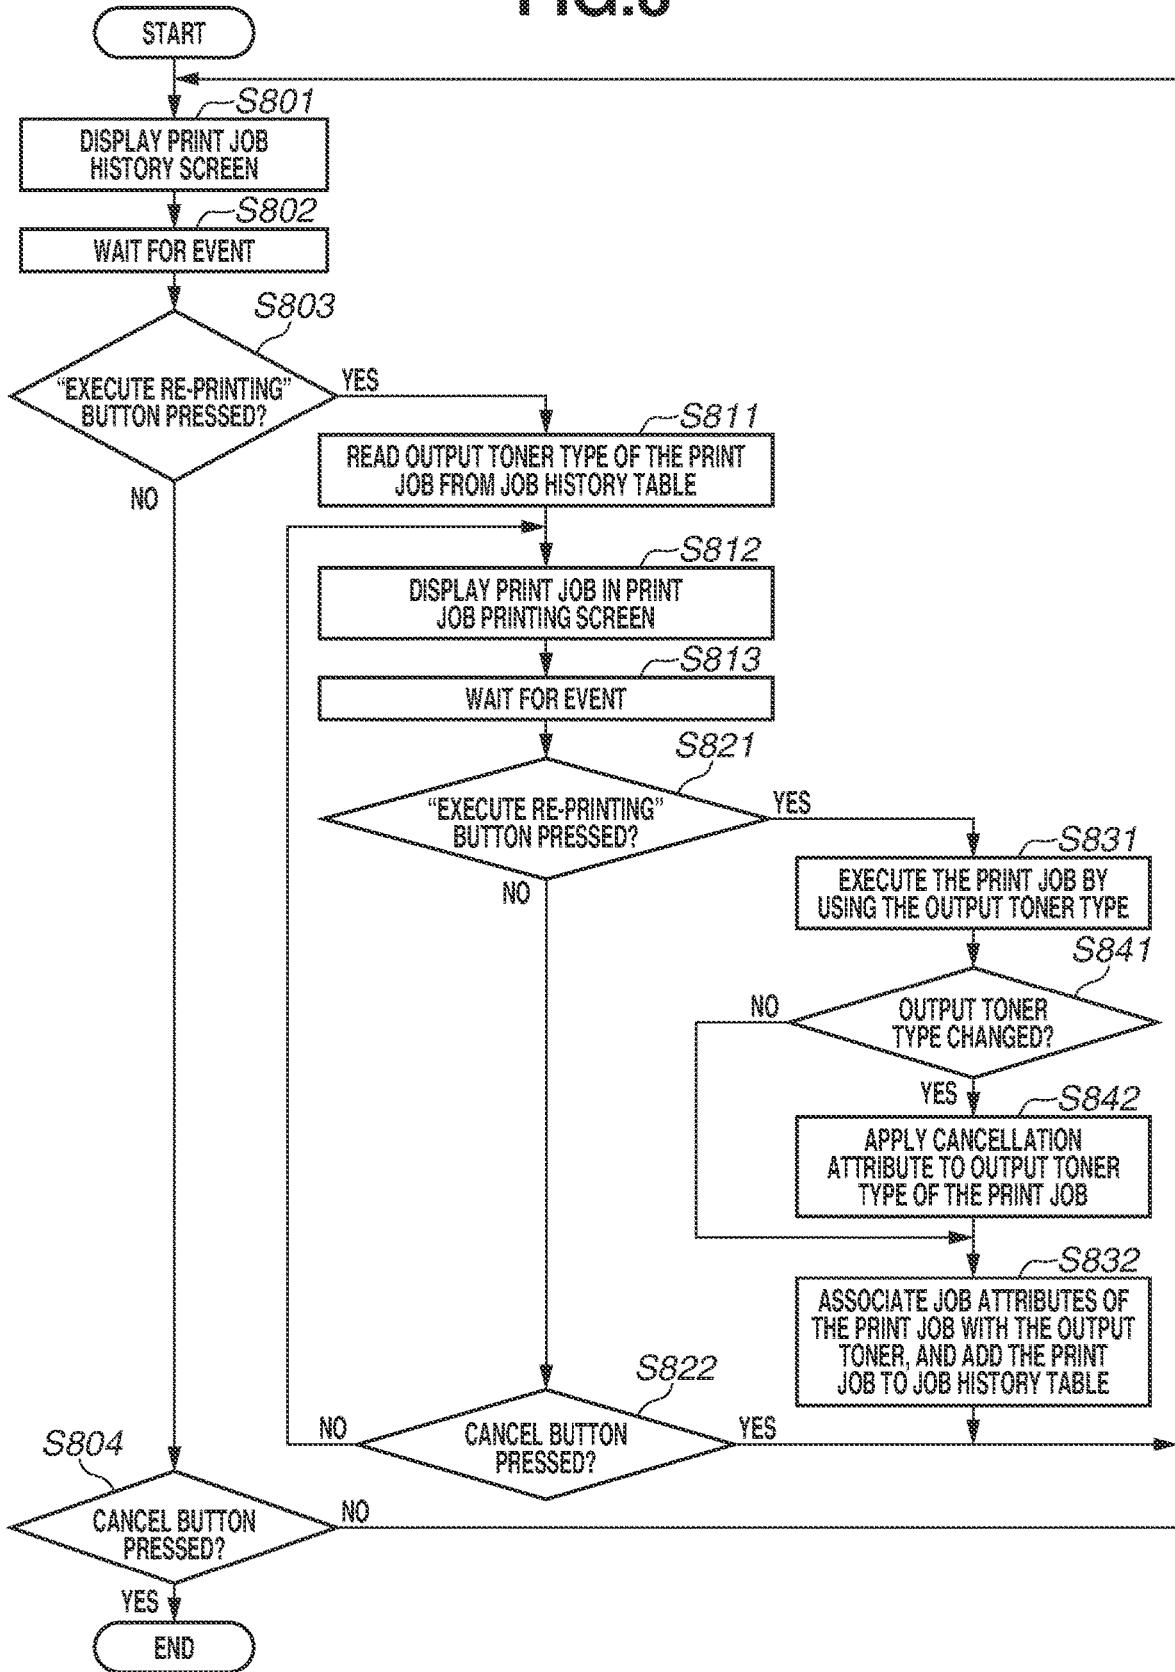 START
S801
DISPLAY PRINT JOB
HISTORY SCREEN
S802
WAIT FOR EVENT
S803
“EXECUTE RE-PRINTING”
BUTTON PRESSED?
YES
NO
S811
READ OUTPUT TONER TYPE OF THE PRINT
JOB FROM JOB HISTORY TABLE
S812
DISPLAY PRINT JOB IN PRINT
JOB PRINTING SCREEN
S813
WAIT FOR EVENT
S821
“EXECUTE RE-PRINTING”
BUTTON PRESSED?
YES
NO
S831
EXECUTE THE PRINT JOB BY
USING THE OUTPUT TONER TYPE
S841
OUTPUT TONER
TYPE CHANGED?
NO
YES
S842
APPLY CANCELLATION
ATTRIBUTE TO OUTPUT TONER
TYPE OF THE PRINT JOB
S832
ASSOCIATE JOB ATTRIBUTES OF
THE PRINT JOB WITH THE OUTPUT
TONER, AND ADD THE PRINT
JOB TO JOB HISTORY TABLE
S822
CANCEL BUTTON
PRESSED?
NO
YES
S804
CANCEL BUTTON
PRESSED?
NO
YES
END